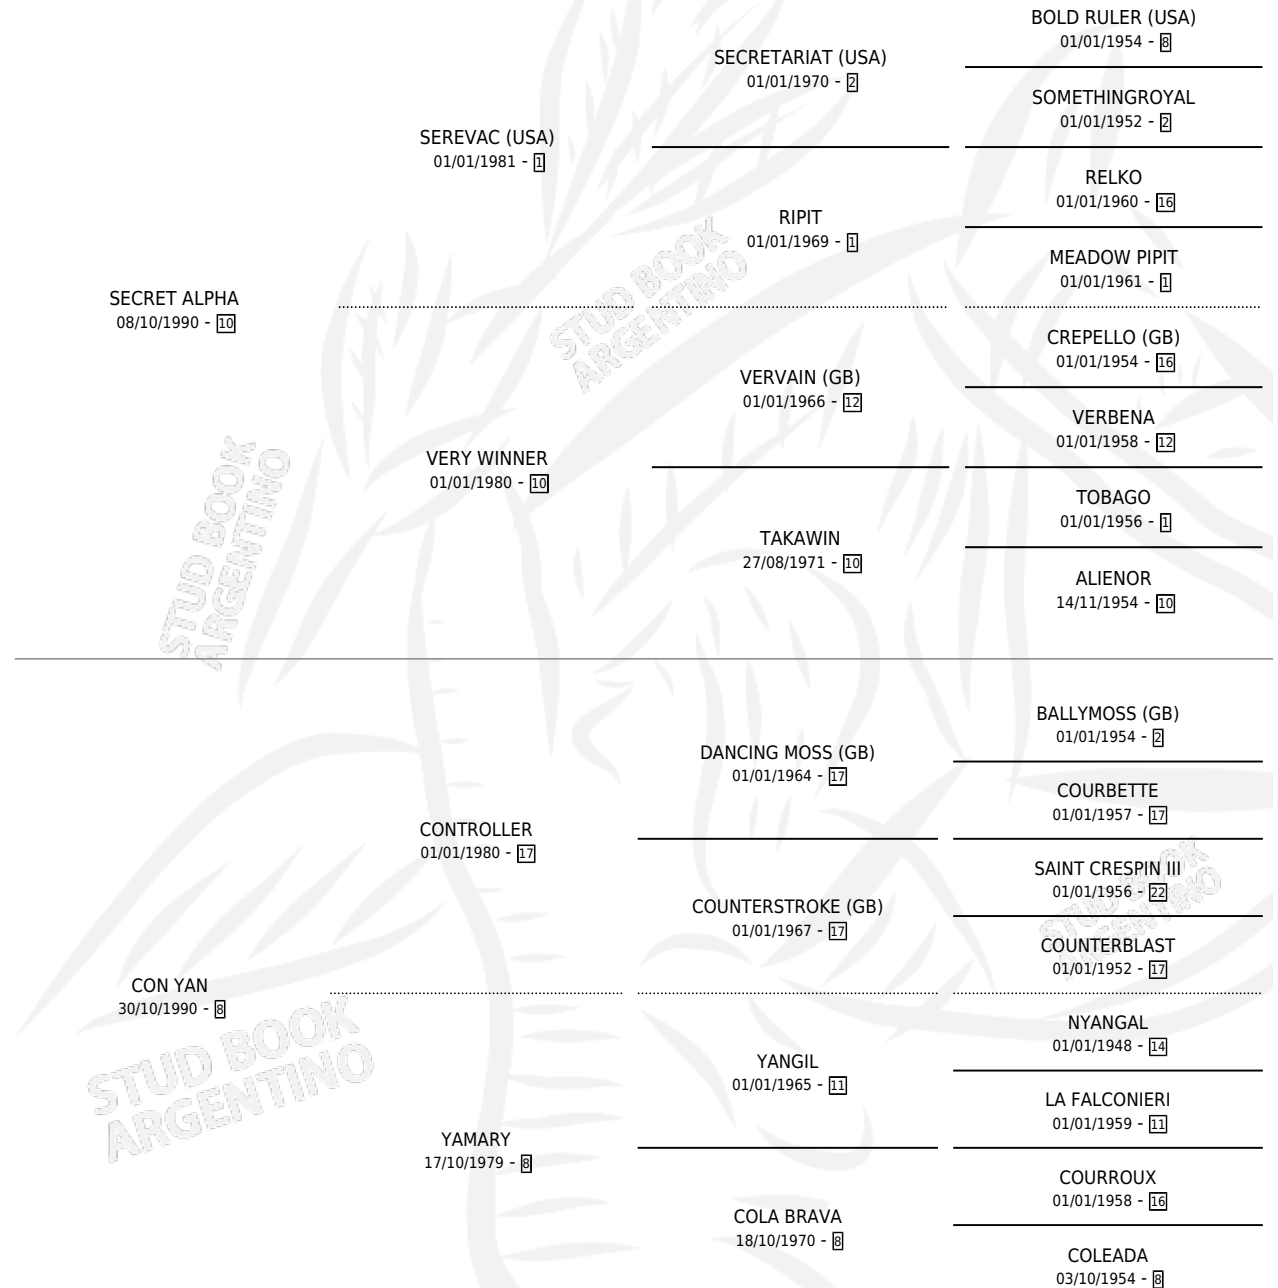 BOLD RULER (USA)
01/01/1954 - 8
SECRETARIAT (USA)
01/01/1970 - 2
SOMETHINGROYAL
01/01/1952 - 2
SEREVAC (USA)
01/01/1981 - 1
RELKO
01/01/1960 - 16
RIPIT
01/01/1969 - 1
MEADOW PIPIT
01/01/1961 - 1
SECRET ALPHA
08/10/1990 - 10
CREPELLO (GB)
01/01/1954 - 16
VERVAIN (GB)
01/01/1966 - 12
VERBENA
01/01/1958 - 12
VERY WINNER
01/01/1980 - 10
TOBAGO
01/01/1956 - 1
TAKAWIN
27/08/1971 - 10
ALIENOR
14/11/1954 - 10
STUD BOOK
ARGENTINO
STUD BOOK
ARGENTINO
BALLYMOSS (GB)
01/01/1954 - 2
DANCING MOSS (GB)
01/01/1964 - 17
COURBETTE
01/01/1957 - 17
CONTROLLER
01/01/1980 - 17
SAINT CRESPIN III
01/01/1956 - 22
COUNTERSTROKE (GB)
01/01/1967 - 17
COUNTERBLAST
01/01/1952 - 17
CON YAN
30/10/1990 - 8
NYANGAL
01/01/1948 - 14
YANGIL
01/01/1965 - 11
LA FALCONIERI
01/01/1959 - 11
YAMARY
17/10/1979 - 8
COURROUX
01/01/1958 - 16
COLA BRAVA
18/10/1970 - 8
COLEADA
03/10/1954 - 8
STUD BOOK
ARGENTINO
STUD BOOK
ARGENTINO